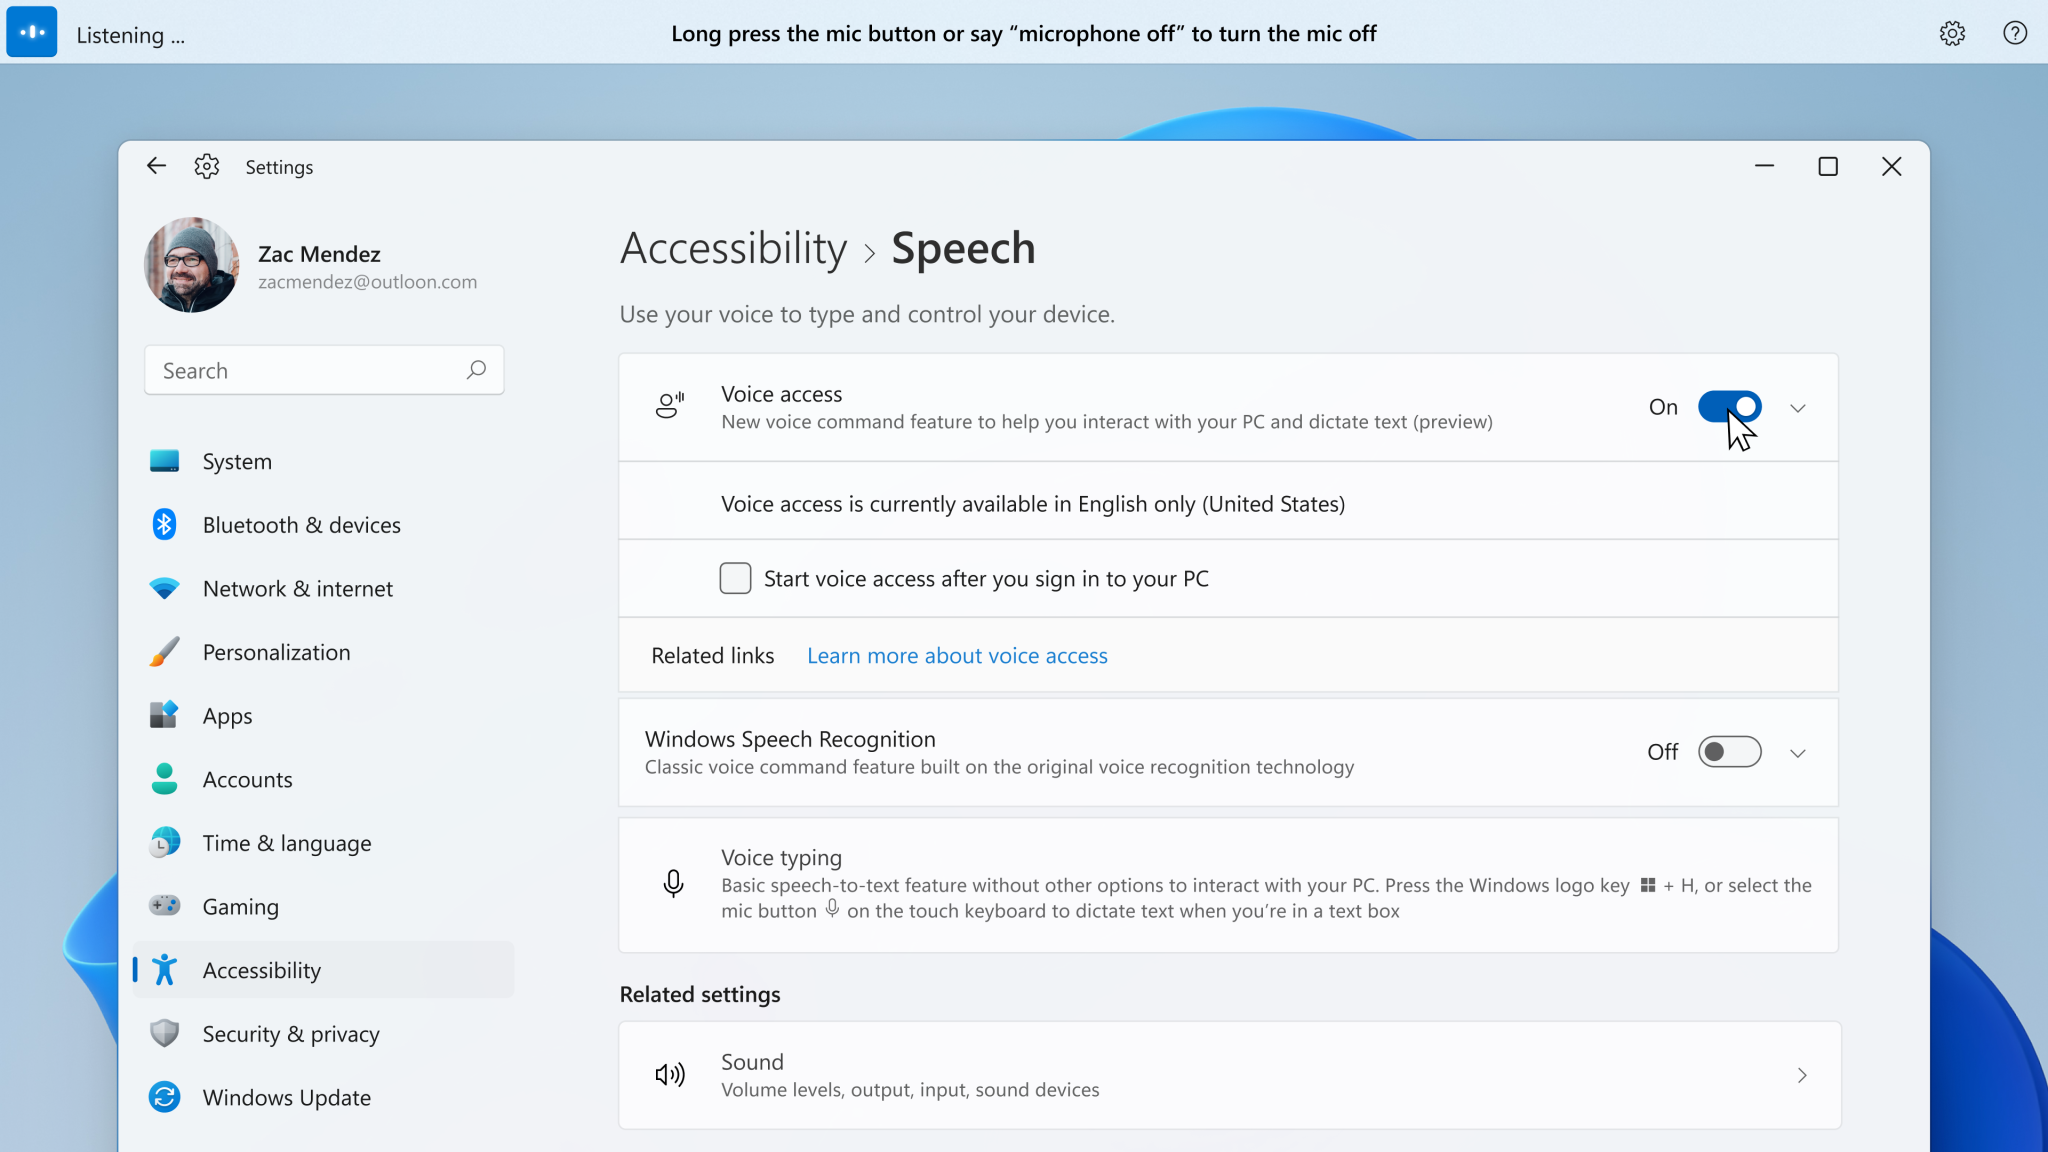 Listening ...
Long press the mic button or say “microphone off” to turn the mic off
Settings
Zac Mendez
zacmendez@outloon.com
Search
System
Bluetooth & devices
Network & internet
Personalization
Apps
Accounts
Time & language
Gaming
Accessibility
Security & privacy
Windows Update
Accessibility › Speech
Use your voice to type and control your device.
Voice access
New voice command feature to help you interact with your PC and dictate text (preview)
On
Voice access is currently available in English only (United States)
Start voice access after you sign in to your PC
Related links Learn more about voice access
Windows Speech Recognition
Classic voice command feature built on the original voice recognition technology
Off
Voice typing
Basic speech-to-text feature without other options to interact with your PC. Press the Windows logo key + H, or select the
mic button on the touch keyboard to dictate text when you’re in a text box
Related settings
Sound
Volume levels, output, input, sound devices